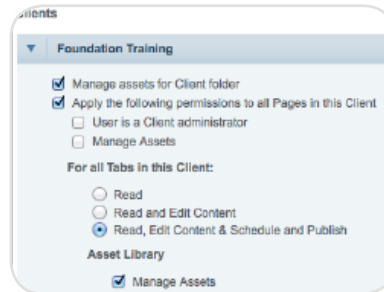 Clients
Foundation Training
Manage assets for Client folder
Apply the following permissions to all Pages in this Client
User is a Client administrator
Manage Assets
For all Tabs in this Client:
Read
Read and Edit Content
Read, Edit Content & Schedule and Publish
Asset Library
Manage Assets